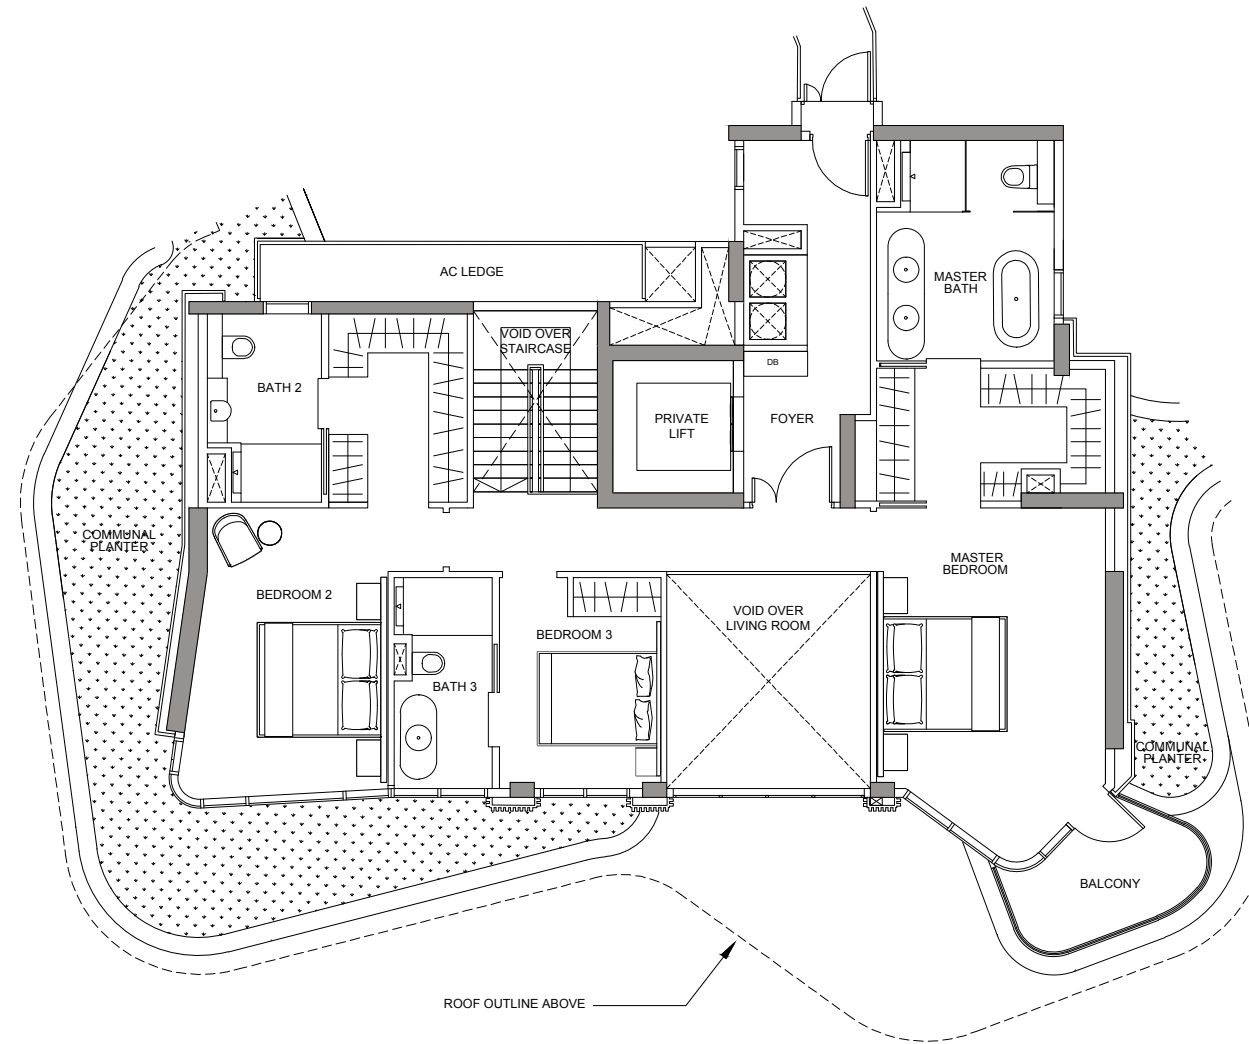 AC LEDGE
MASTER
BATH
VOID OVER
STAIRCASE
BATH 2
DB
PRIVATE
LIFT
FOYER
COMMUNAL
PLANTER
MASTER
BEDROOM
BEDROOM 2
VOID OVER
LIVING ROOM
BEDROOM 3
BATH 3
COMMUNAL
PLANTER
BALCONY
ROOF OUTLINE ABOVE